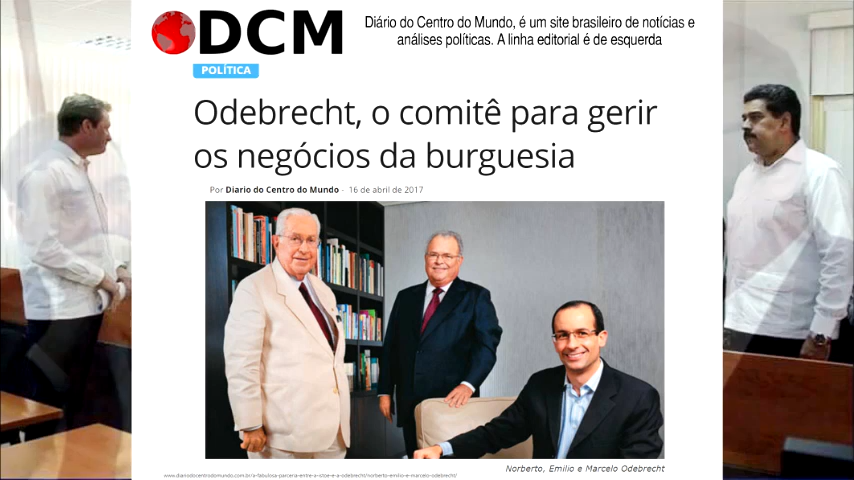 DCM
Diário do Centro do Mundo, é um site brasileiro de notícias e
análises políticas. A linha editorial é de esquerda
POLÍTICA
Odebrecht, o comitê para gerir
os negócios da burguesia
Por Diario do Centro do Mundo - 16 de abril de 2017
Norberto, Emilio e Marcelo Odebrecht